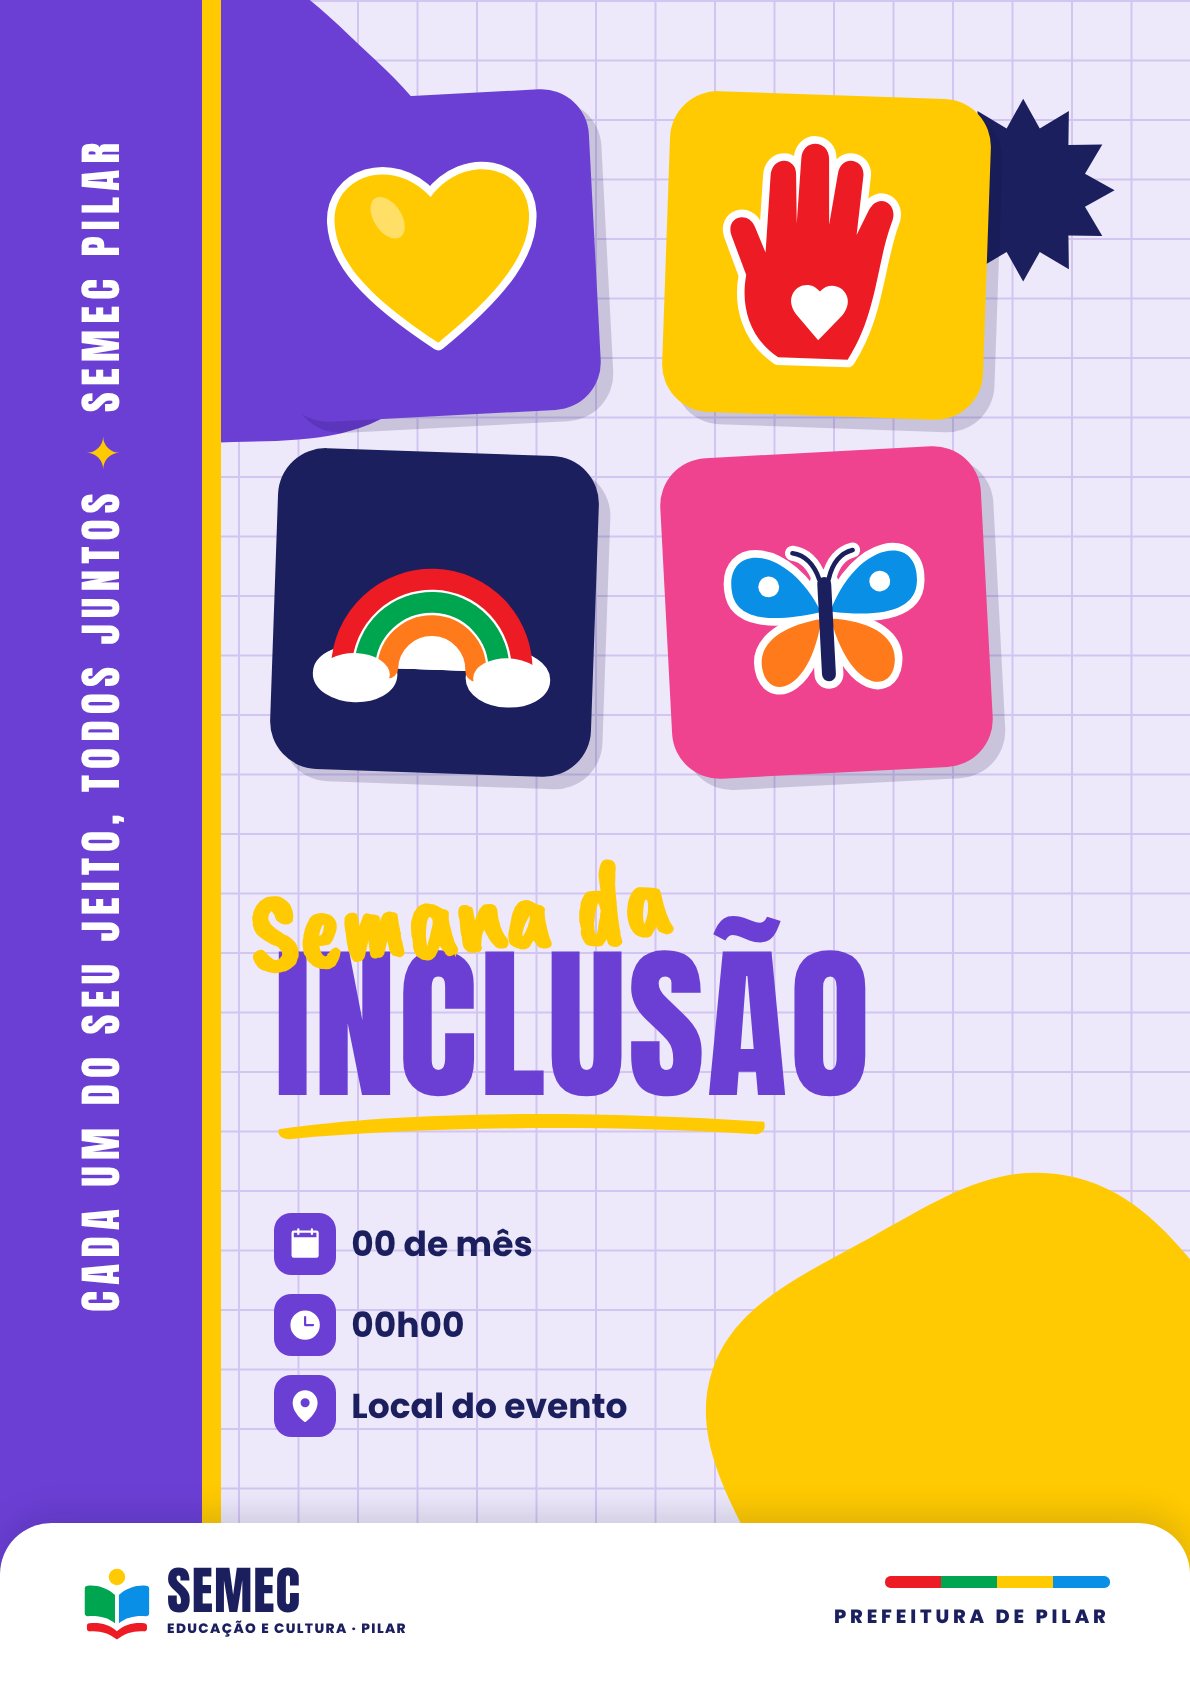 CADA UM DO SEU JEITO, TODOS JUNTOS ✦ SEMEC PILAR
Semana da
INCLUSÃO
00 de mês
00h00
Local do evento
SEMEC
EDUCAÇÃO E CULTURA · PILAR
PREFEITURA DE PILAR